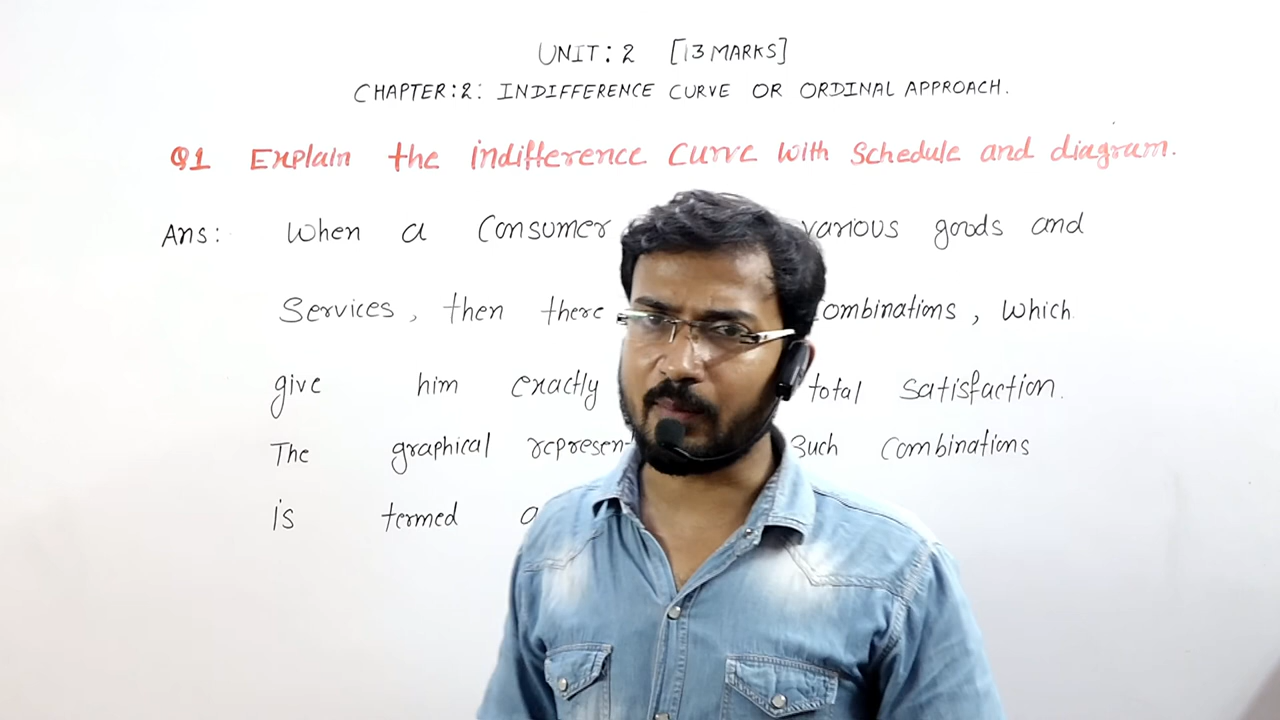 UNIT: 2 [13 MARKS]
CHAPTER: 2: INDIFFERENCE CURVE OR ORDINAL APPROACH.
Q1 Explain the indifference curve with schedule and diagram.
Ans: When a Consumer various goods and
Services, then there combinations, which
give him exactly total satisfaction.
The graphical represent such combinations
is termed